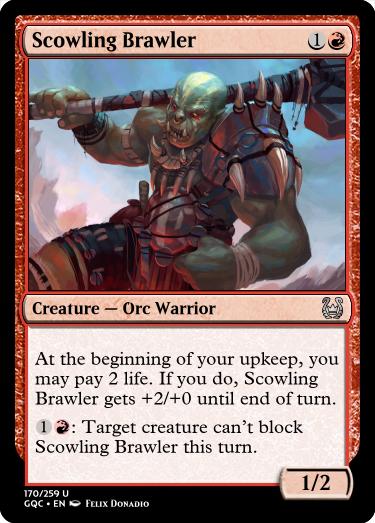 Scowling Brawler 1
Creature — Orc Warrior
At the beginning of your upkeep, you
may pay 2 life. If you do, Scowling
Brawler gets +2/+0 until end of turn.
1 : Target creature can't block
Scowling Brawler this turn.
1/2
170/259 U
GQC • EN Felix Donadio